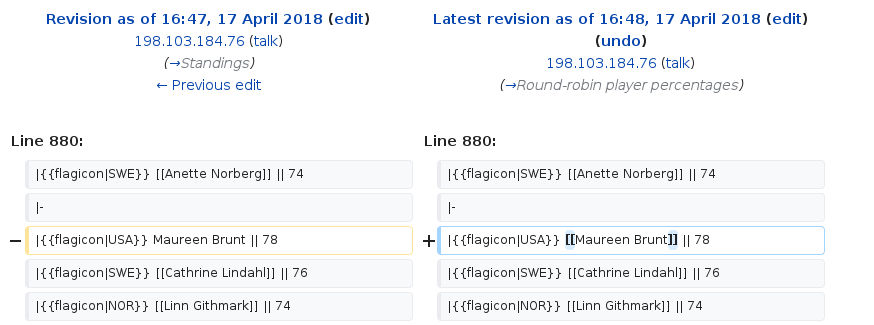 Revision as of 16:47, 17 April 2018 (edit)
198.103.184.76 (talk)
(→Standings)
← Previous edit
Latest revision as of 16:48, 17 April 2018 (edit)
(undo)
198.103.184.76 (talk)
(→Round-robin player percentages)
Line 880:
Line 880:
|{{flagicon|SWE}} [[Anette Norberg]] || 74
|{{flagicon|SWE}} [[Anette Norberg]] || 74
|-
|-
− |{{flagicon|USA}} Maureen Brunt || 78
+ |{{flagicon|USA}} [[Maureen Brunt]] || 78
|{{flagicon|SWE}} [[Cathrine Lindahl]] || 76
|{{flagicon|SWE}} [[Cathrine Lindahl]] || 76
|{{flagicon|NOR}} [[Linn Githmark]] || 74
|{{flagicon|NOR}} [[Linn Githmark]] || 74